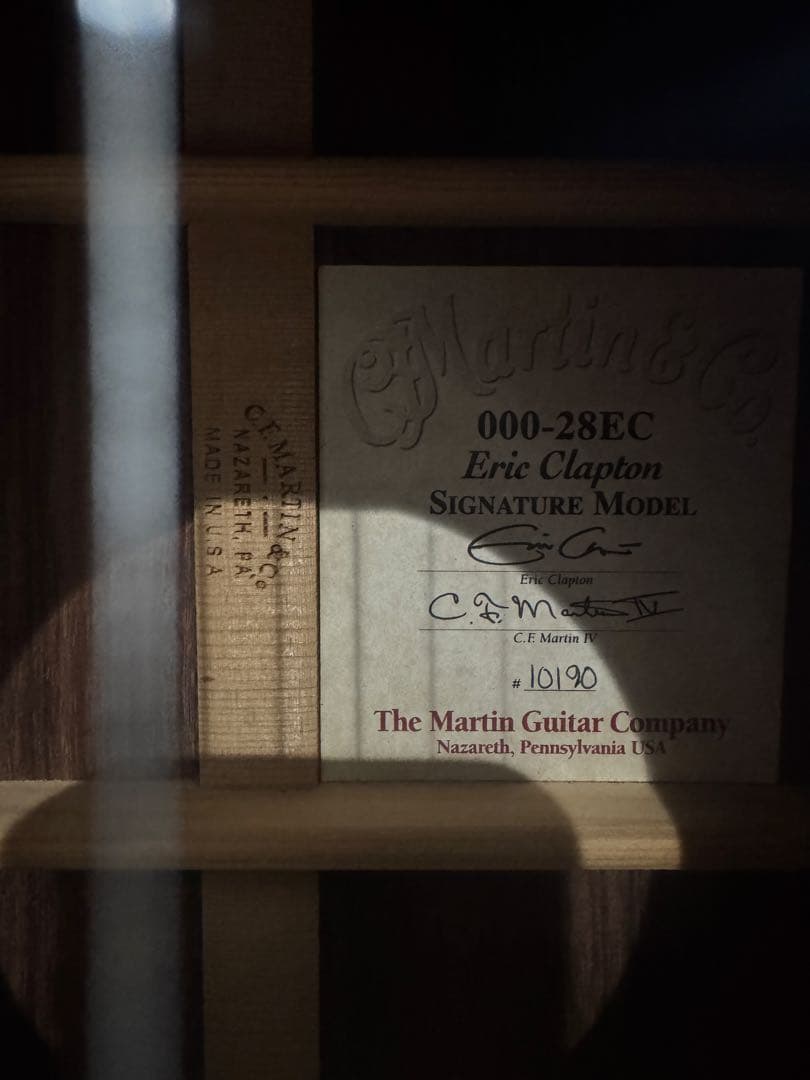 C.F. MARTIN & Co
NAZARETH, PA
MADE IN U S A
CF Martin & Co.
000-28EC
Eric Clapton
SIGNATURE MODEL
Eric Clapton
C. F. Martin IV
C.F. Martin IV
# 10190
The Martin Guitar Company
Nazareth, Pennsylvania USA